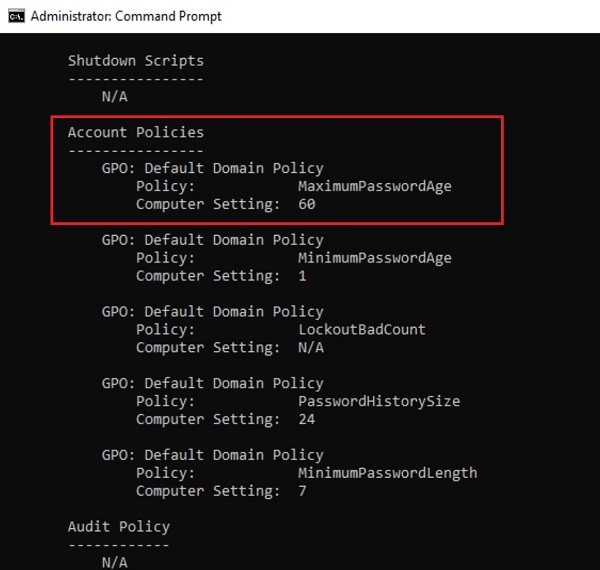 Administrator: Command Prompt
Shutdown Scripts
----------------
N/A
Account Policies
----------------
GPO: Default Domain Policy
Policy: MaximumPasswordAge
Computer Setting: 60
GPO: Default Domain Policy
Policy: MinimumPasswordAge
Computer Setting: 1
GPO: Default Domain Policy
Policy: LockoutBadCount
Computer Setting: N/A
GPO: Default Domain Policy
Policy: PasswordHistorySize
Computer Setting: 24
GPO: Default Domain Policy
Policy: MinimumPasswordLength
Computer Setting: 7
Audit Policy
------------
N/A